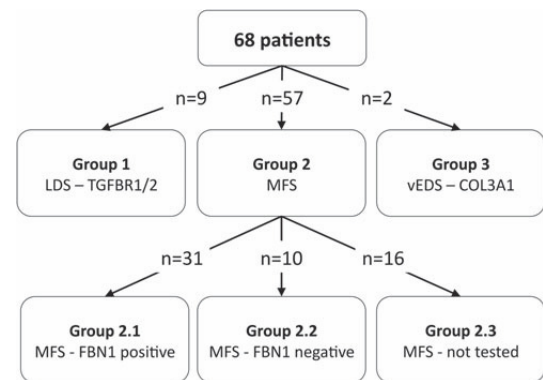 68 patients
n=9
n=57
n=2
Group 1
LDS – TGFBR1/2
Group 2
MFS
Group 3
vEDS – COL3A1
n=31
n=10
n=16
Group 2.1
MFS - FBN1 positive
Group 2.2
MFS - FBN1 negative
Group 2.3
MFS - not tested